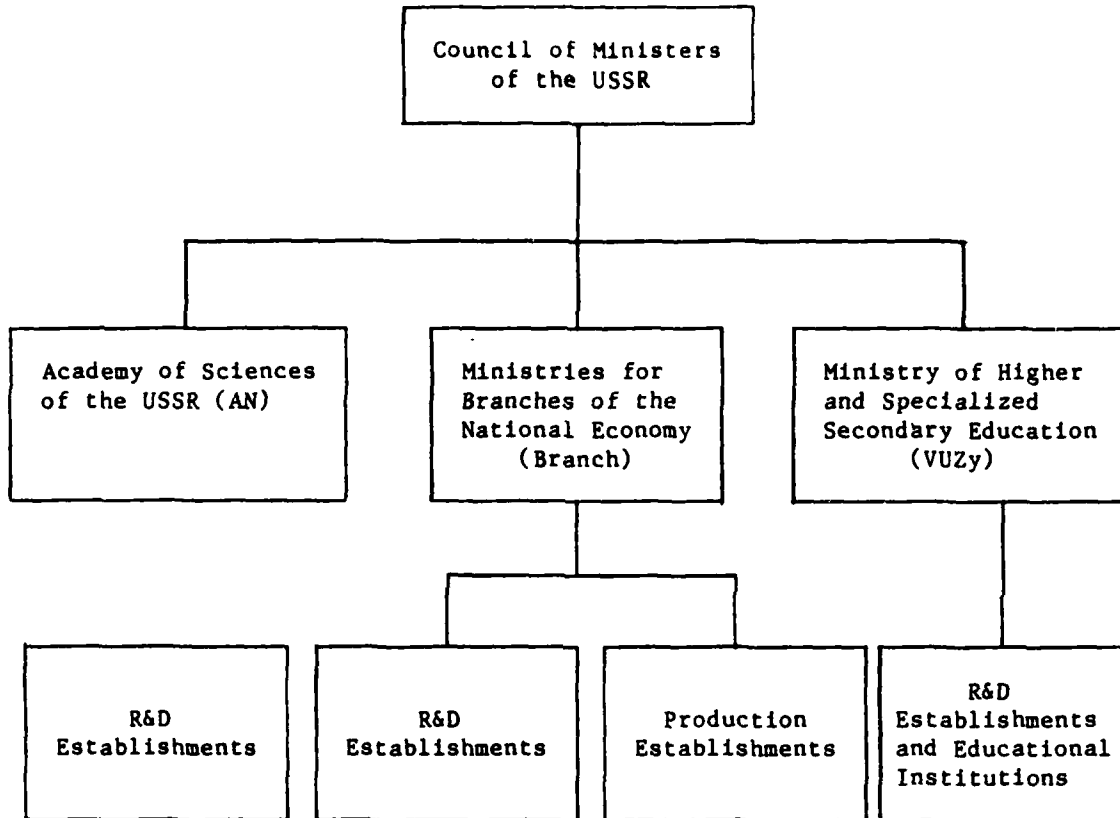 Council of Ministers
of the USSR
Academy of Sciences
of the USSR (AN)
Ministries for
Branches of the
National Economy
(Branch)
Ministry of Higher
and Specialized
Secondary Education
(VUZy)
R&D
Establishments
R&D
Establishments
Production
Establishments
R&D
Establishments
and Educational
Institutions